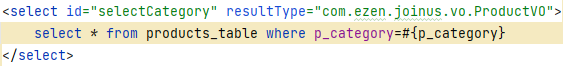 <select id="selectCategory" resultType="com.ezen.joinus.vo.ProductVO">
    select * from products_table where p_category=#{p_category}
</select>